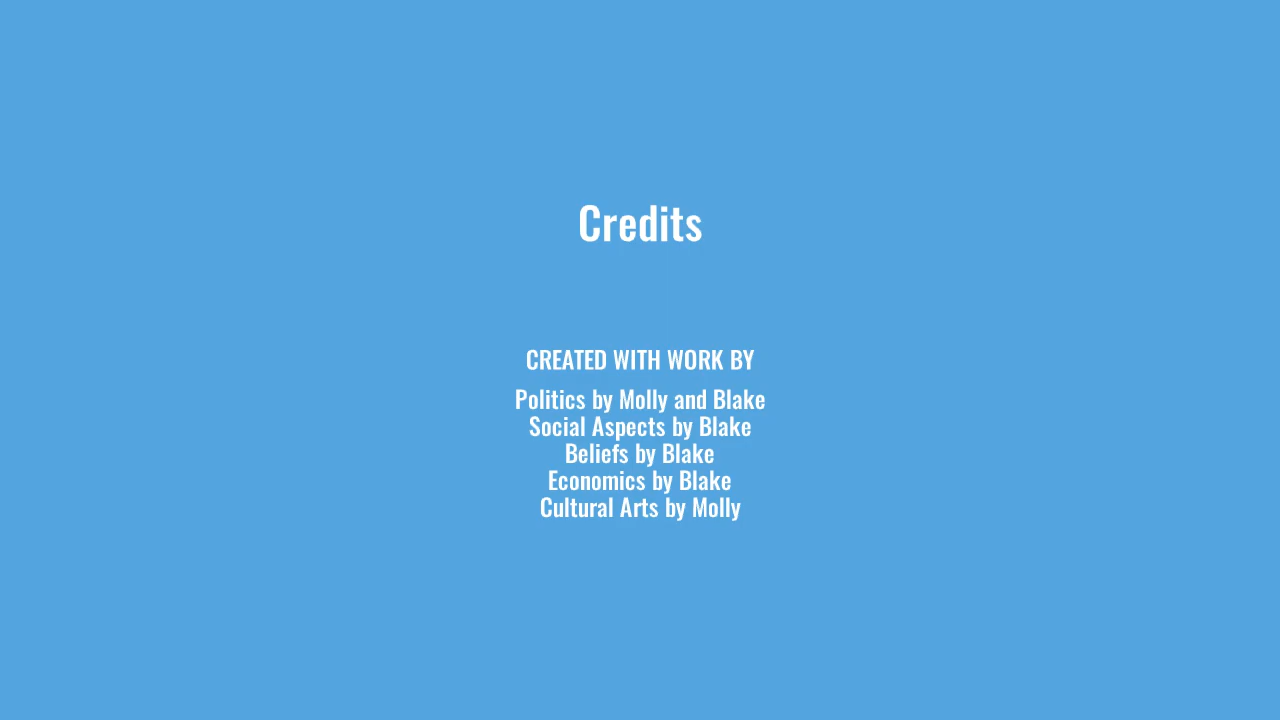 Credits
CREATED WITH WORK BY
Politics by Molly and Blake
Social Aspects by Blake
Beliefs by Blake
Economics by Blake
Cultural Arts by Molly